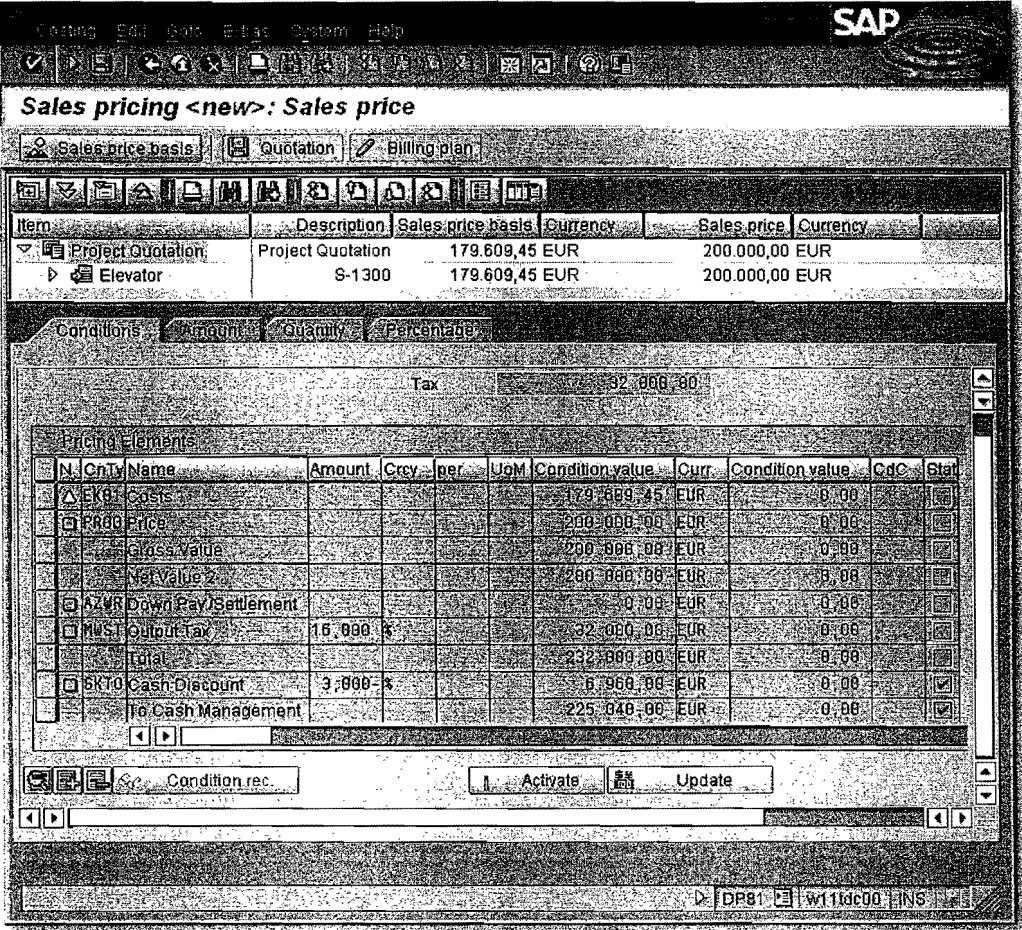 Costing Edit Goto Extras System Help
SAP
Sales pricing <new>: Sales price
Sales price basis Quotation Billing plan
Item Description Sales price basis Currency Sales price Currency
Project Quotation Project Quotation 179.609,45 EUR 200.000,00 EUR
Elevator S-1300 179.609,45 EUR 200.000,00 EUR
Conditions Amount Quantity Percentage
Tax 32.000,00
Pricing Elements
N. CnTy Name Amount Crcy per UoM Condition value Curr. Condition value CdC Stat
EK01 Costs 179.609,45 EUR 0,00
PR00 Price 200.000,00 EUR 0,00
Gross Value 200.000,00 EUR 0,00
Net Value 2 200.000,00 EUR 0,00
AZWR Down Pay./Settlement 0,00 EUR 0,00
MWST Output Tax 16,000 % 32.000,00 EUR 0,00
Total 232.000,00 EUR 0,00
SKTO Cash Discount 3,000- % 6.960,00- EUR 0,00
To Cash Management 225.040,00 EUR 0,00
Condition rec. Activate Update
DP81 w11tdc00 INS